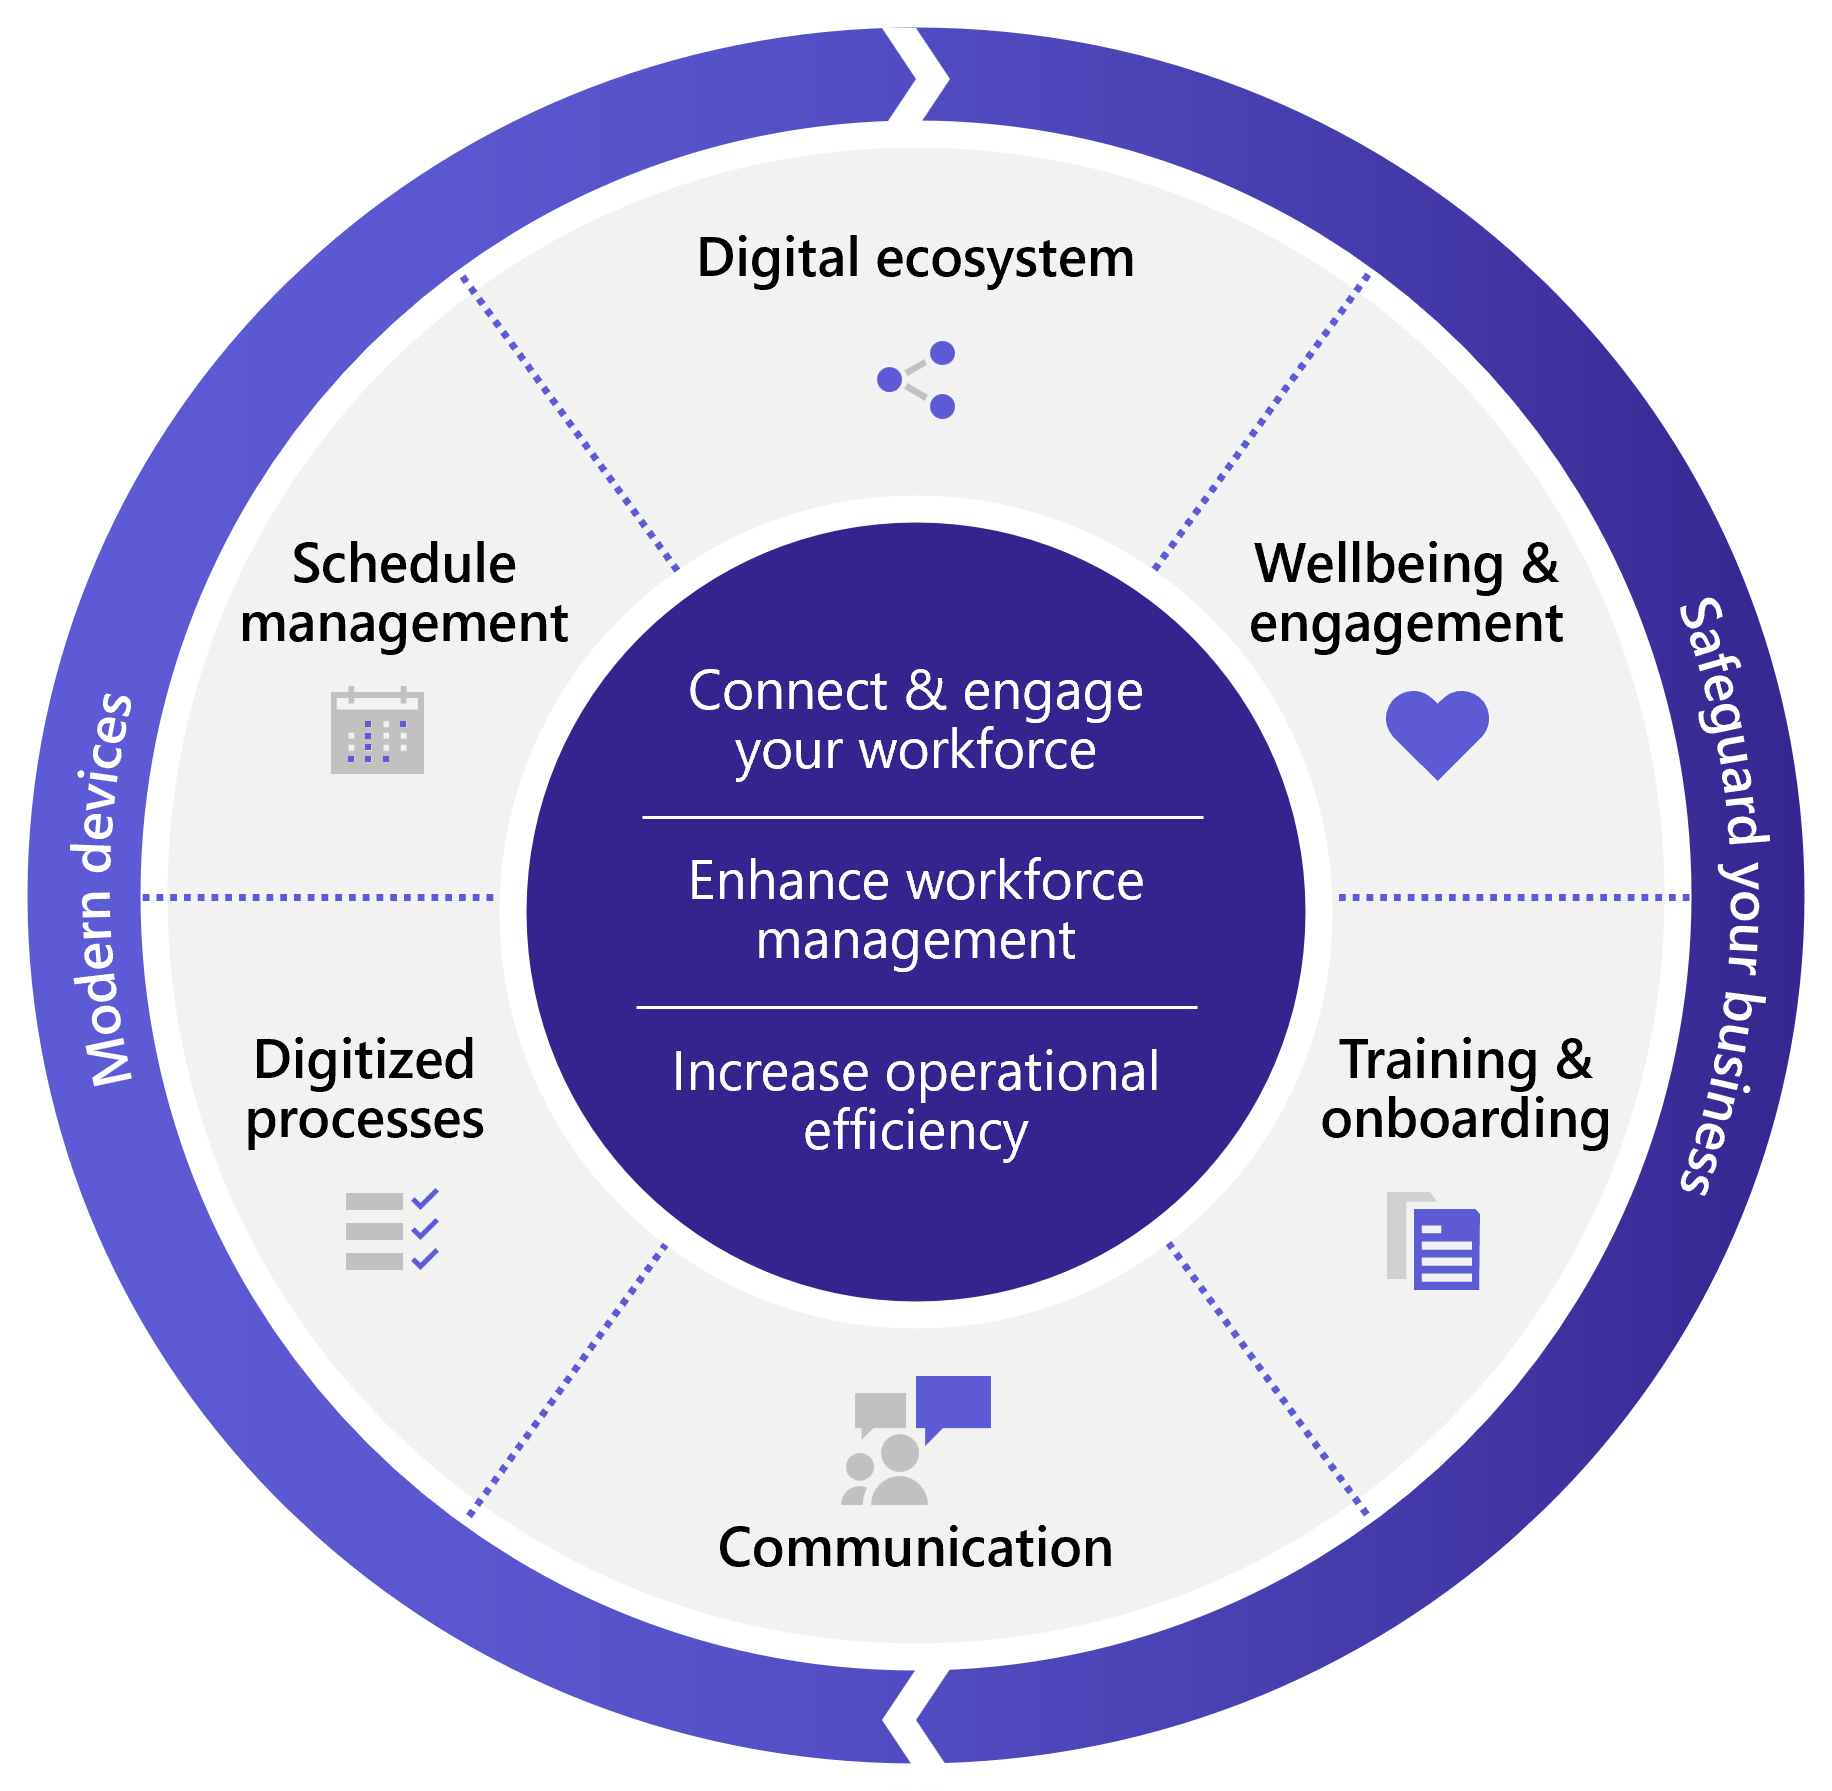 Digital ecosystem
Wellbeing &
engagement
Training &
onboarding
Communication
Digitized
processes
Schedule
management
Connect & engage
your workforce
Enhance workforce
management
Increase operational
efficiency
Modern devices
Safeguard your business